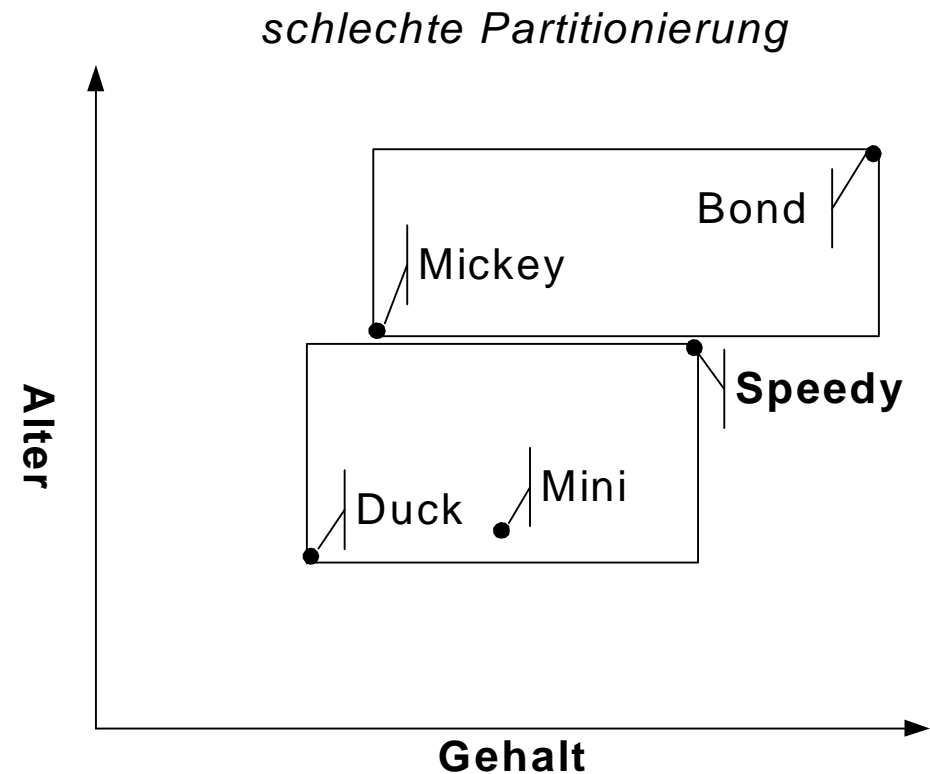 schlechte Partitionierung
Bond
Mickey
Alter
Speedy
Mini
Duck
Gehalt